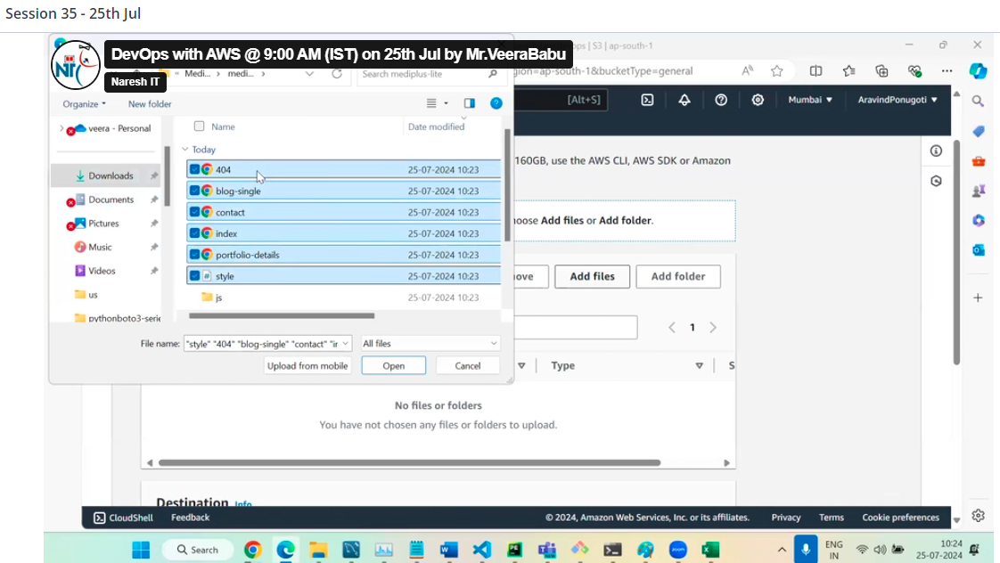 Session 35 - 25th Jul
DevOps with AWS @ 9:00 AM (IST) on 25th Jul by Mr.VeeraBabu
Naresh IT
ops | S3 | ap-south-1
Medi...
medi...
Search mediplus-lite
gion=ap-south-1&bucketType=general
Organize
New folder
[Alt+S]
Mumbai
AravindPonugoti
veera - Personal
Downloads
Documents
Pictures
Music
Videos
us
pythonboto3-serie
Name
Date modified
Today
404 25-07-2024 10:23
blog-single 25-07-2024 10:23
contact 25-07-2024 10:23
index 25-07-2024 10:23
portfolio-details 25-07-2024 10:23
style 25-07-2024 10:23
js 25-07-2024 10:23
File name: "style" "404" "blog-single" "contact" "ir
All files
Upload from mobile
Open
Cancel
160GB, use the AWS CLI, AWS SDK or Amazon
hoose Add files or Add folder.
ove
Add files
Add folder
1
Type
S
No files or folders
You have not chosen any files or folders to upload.
Destination Info
CloudShell
Feedback
© 2024, Amazon Web Services, Inc. or its affiliates.
Privacy
Terms
Cookie preferences
Search
zoom
ENG
IN
10:24
25-07-2024